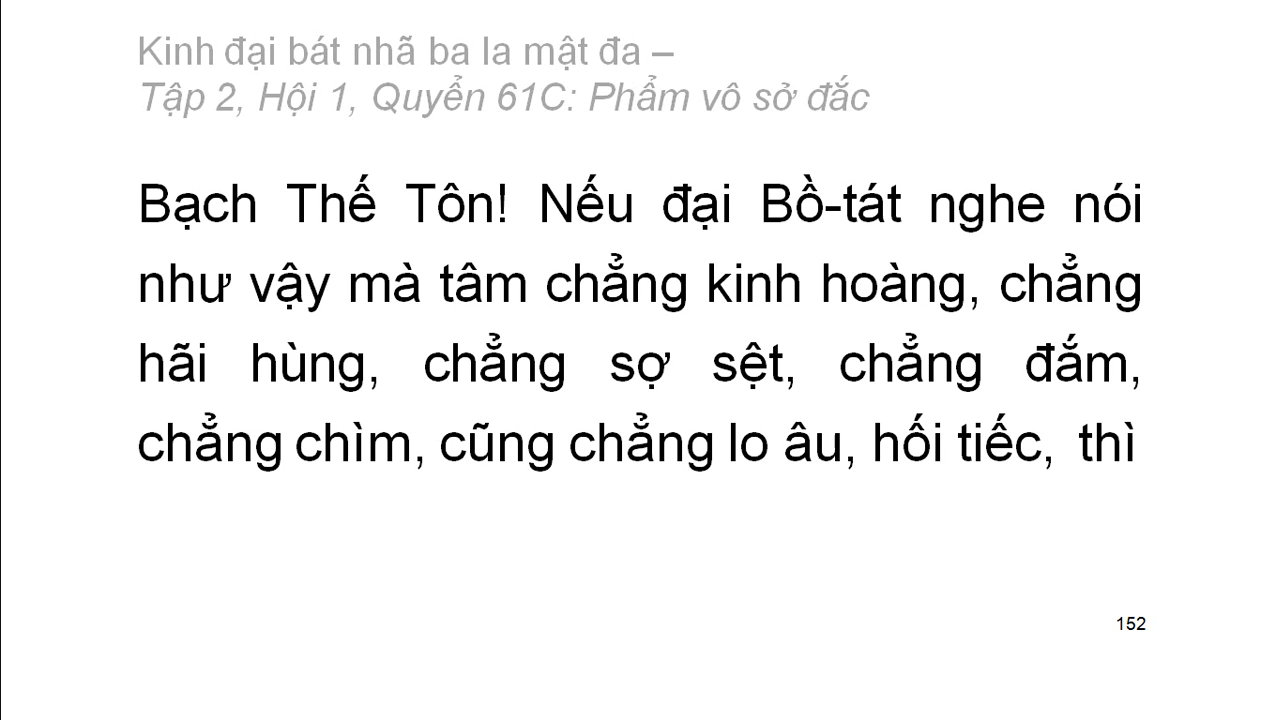 Kinh đại bát nhã ba la mật đa –
Tập 2, Hội 1, Quyển 61C: Phẩm vô sở đắc
Bạch Thế Tôn! Nếu đại Bồ-tát nghe nói
như vậy mà tâm chẳng kinh hoàng, chẳng
hãi hùng, chẳng sợ sệt, chẳng đắm,
chẳng chìm, cũng chẳng lo âu, hối tiếc, thì
152